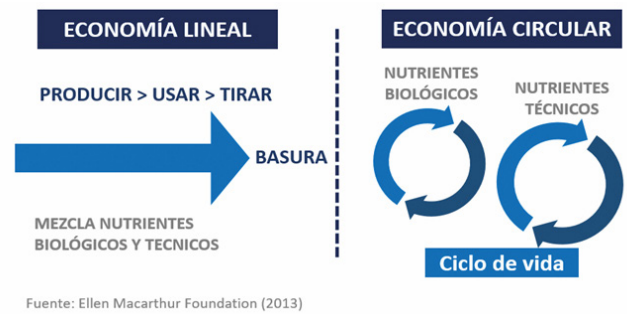 ECONOMÍA LINEAL
PRODUCIR > USAR > TIRAR
BASURA
MEZCLA NUTRIENTES
BIOLÓGICOS Y TECNICOS
ECONOMÍA CIRCULAR
NUTRIENTES
BIOLÓGICOS
NUTRIENTES
TÉCNICOS
Ciclo de vida
Fuente: Ellen Macarthur Foundation (2013)